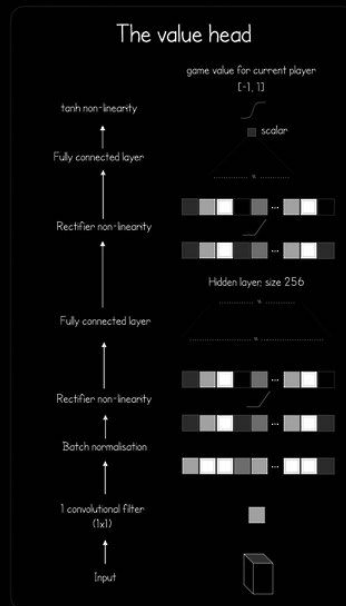 The value head
game value for current player
[-1, 1]
tanh non-linearity
scalar
Fully connected layer
Rectifier non-linearity
Hidden layer, size 256
Fully connected layer
Rectifier non-linearity
Batch normalisation
1 convolutional filter
(1x1)
Input